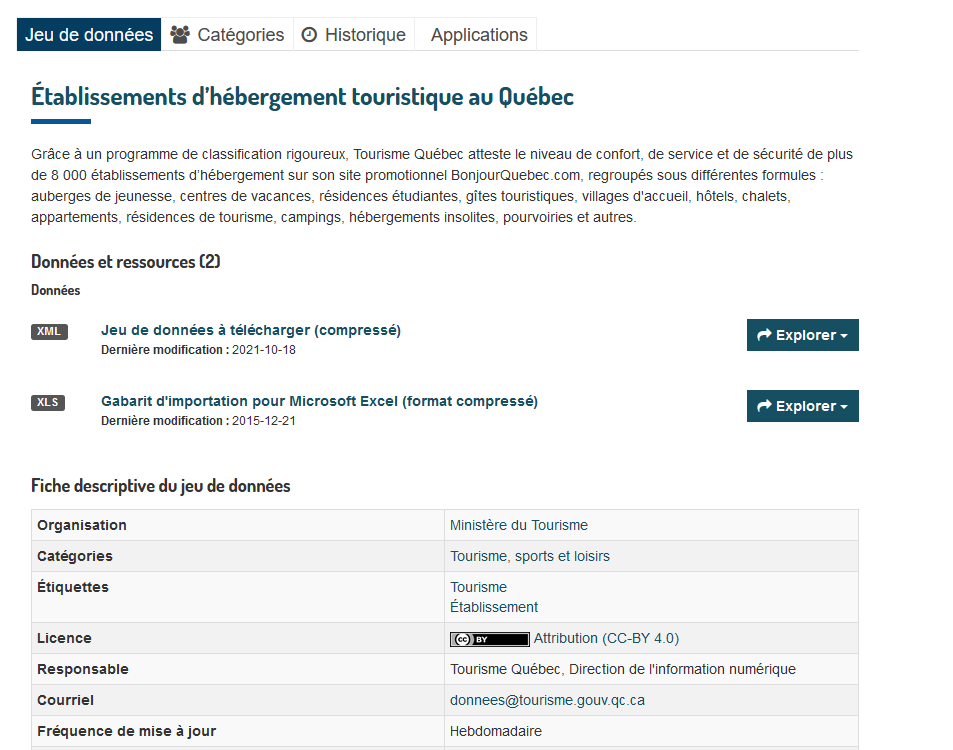 Jeu de données Catégories Historique Applications
Établissements d’hébergement touristique au Québec
Grâce à un programme de classification rigoureux, Tourisme Québec atteste le niveau de confort, de service et de sécurité de plus
de 8 000 établissements d’hébergement sur son site promotionnel BonjourQuebec.com, regroupés sous différentes formules :
auberges de jeunesse, centres de vacances, résidences étudiantes, gîtes touristiques, villages d'accueil, hôtels, chalets,
appartements, résidences de tourisme, campings, hébergements insolites, pourvoiries et autres.
Données et ressources (2)
Données
XML Jeu de données à télécharger (compressé) Explorer
Dernière modification : 2021-10-18
XLS Gabarit d'importation pour Microsoft Excel (format compressé) Explorer
Dernière modification : 2015-12-21
Fiche descriptive du jeu de données
Organisation Ministère du Tourisme
Catégories Tourisme, sports et loisirs
Étiquettes Tourisme
Établissement
Licence cc BY Attribution (CC-BY 4.0)
Responsable Tourisme Québec, Direction de l'information numérique
Courriel donnees@tourisme.gouv.qc.ca
Fréquence de mise à jour Hebdomadaire